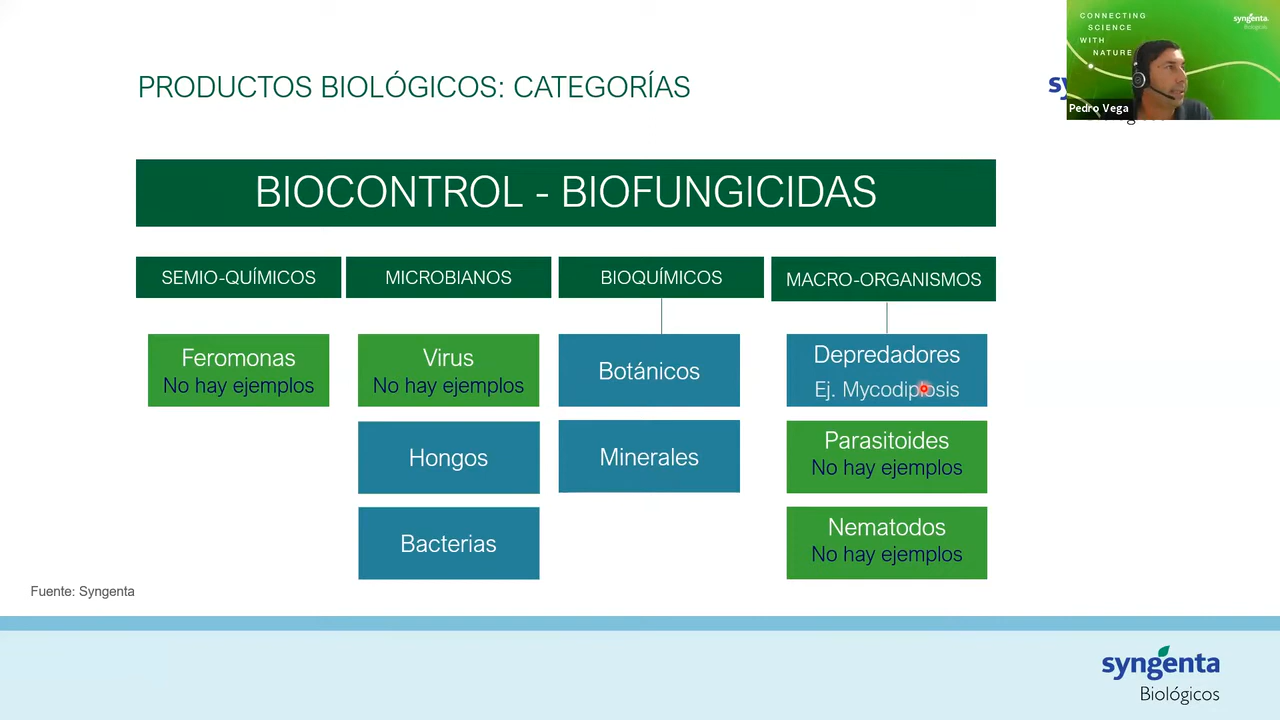 CONNECTING
SCIENCE
WITH
NATURE
syngenta
Biológicos
Pedro Vega
PRODUCTOS BIOLÓGICOS: CATEGORÍAS
sy
BIOCONTROL - BIOFUNGICIDAS
SEMIO-QUÍMICOS
MICROBIANOS
BIOQUÍMICOS
MACRO-ORGANISMOS
Feromonas
No hay ejemplos
Virus
No hay ejemplos
Hongos
Bacterias
Botánicos
Minerales
Depredadores
Ej. Mycodiplosis
Parasitoides
No hay ejemplos
Nematodos
No hay ejemplos
Fuente: Syngenta
syngenta
Biológicos